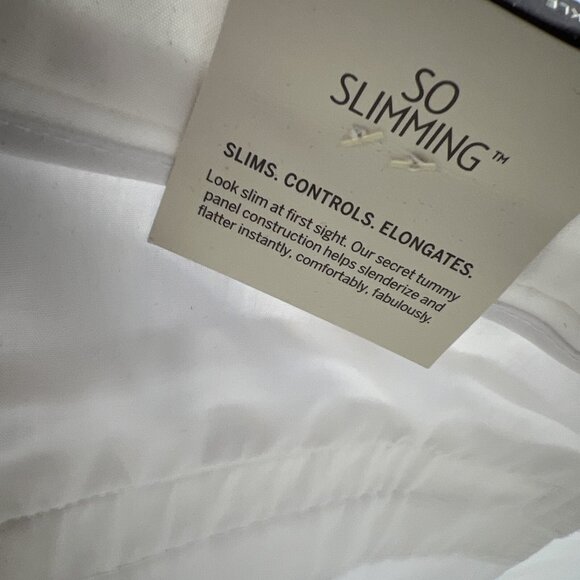 SO
SLIMMING™
SLIMS. CONTROLS. ELONGATES.
Look slim at first sight. Our secret tummy
panel construction helps slenderize and
flatter instantly, comfortably, fabulously.